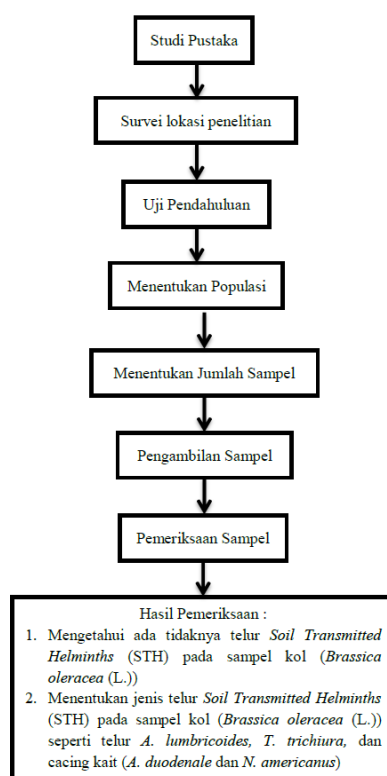 Studi Pustaka
Survei lokasi penelitian
Uji Pendahuluan
Menentukan Populasi
Menentukan Jumlah Sampel
Pengambilan Sampel
Pemeriksaan Sampel
Hasil Pemeriksaan :
1. Mengetahui ada tidaknya telur Soil Transmitted
Helminths (STH) pada sampel kol (Brassica
oleracea (L.))
2. Menentukan jenis telur Soil Transmitted Helminths
(STH) pada sampel kol (Brassica oleracea (L.))
seperti telur A. lumbricoides, T. trichiura, dan
cacing kait (A. duodenale dan N. americanus)